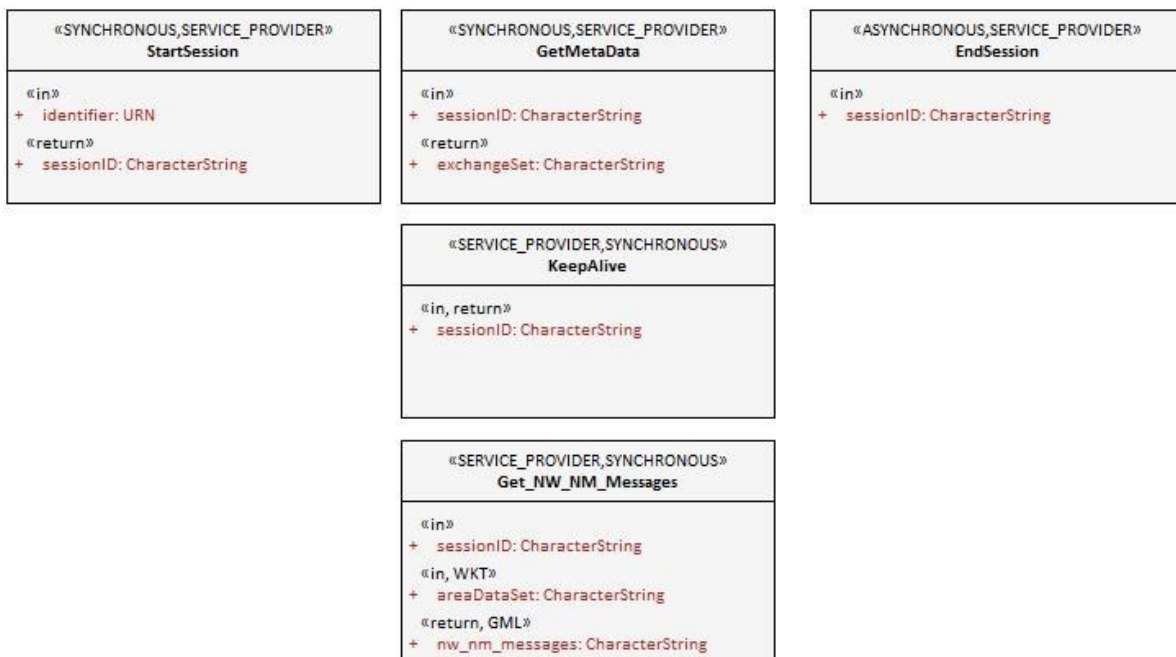 «SYNCHRONOUS,SERVICE_PROVIDER»
StartSession
«in»
+ identifier: URN
«return»
+ sessionID: CharacterString
«SYNCHRONOUS,SERVICE_PROVIDER»
GetMetaData
«in»
+ sessionID: CharacterString
«return»
+ exchangeSet: CharacterString
«ASYNCHRONOUS,SERVICE_PROVIDER»
EndSession
«in»
+ sessionID: CharacterString
«SERVICE_PROVIDER,SYNCHRONOUS»
KeepAlive
«in, return»
+ sessionID: CharacterString
«SERVICE_PROVIDER,SYNCHRONOUS»
Get_NW_NM_Messages
«in»
+ sessionID: CharacterString
«in, WKT»
+ areaDataSet: CharacterString
«return, GML»
+ nw_nm_messages: CharacterString